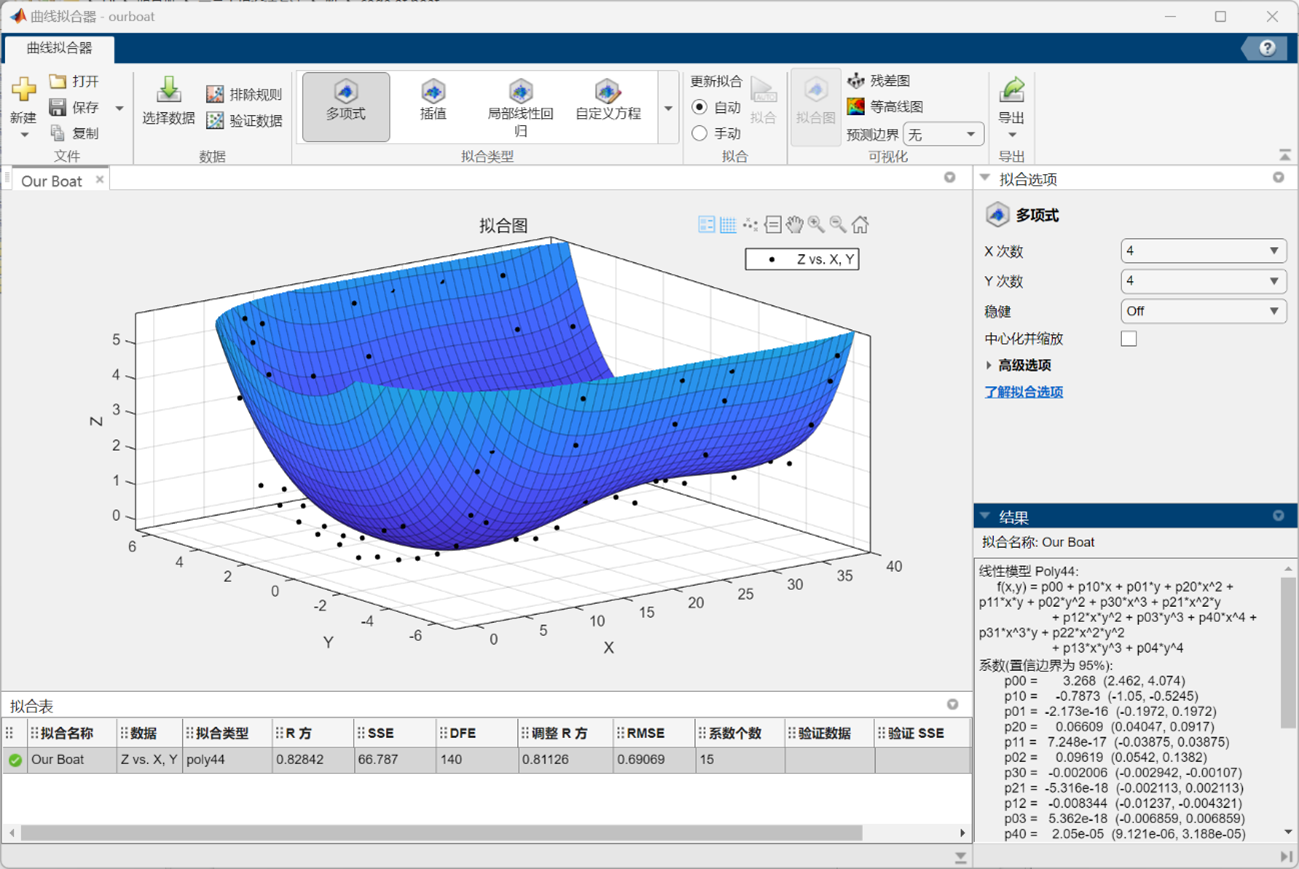 曲线拟合器 - ourboat
曲线拟合器
新建
打开
保存
复制
文件
选择数据
排除规则
验证数据
数据
多项式
插值
局部线性回
归
自定义方程
拟合类型
更新拟合
自动
手动
拟合
拟合
拟合图
残差图
等高线图
预测边界 无
可视化
导出
导出
Our Boat
拟合图
Z vs. X, Y
Z
5
4
3
2
1
0
6
4
2
0
-2
-4
-6
Y
0
5
10
15
20
25
30
35
40
X
拟合选项
多项式
X 次数 4
Y 次数 4
稳健 Off
中心化并缩放
高级选项
了解拟合选项
结果
拟合名称: Our Boat
线性模型 Poly44:
f(x,y) = p00 + p10*x + p01*y + p20*x^2 +
p11*x*y + p02*y^2 + p30*x^3 + p21*x^2*y
+ p12*x*y^2 + p03*y^3 + p40*x^4 +
p31*x^3*y + p22*x^2*y^2
+ p13*x*y^3 + p04*y^4
系数(置信边界为 95%):
p00 = 3.268 (2.462, 4.074)
p10 = -0.7873 (-1.05, -0.5245)
p01 = -2.173e-16 (-0.1972, 0.1972)
p20 = 0.06609 (0.04047, 0.0917)
p11 = 7.248e-17 (-0.03875, 0.03875)
p02 = 0.09619 (0.0542, 0.1382)
p30 = -0.002006 (-0.002942, -0.00107)
p21 = -5.316e-18 (-0.002113, 0.002113)
p12 = -0.008344 (-0.01237, -0.004321)
p03 = 5.362e-18 (-0.006859, 0.006859)
p40 = 2.05e-05 (9.121e-06, 3.188e-05)
拟合表
拟合名称 数据 拟合类型 R 方 SSE DFE 调整 R 方 RMSE 系数个数 验证数据 验证 SSE
Our Boat Z vs. X, Y poly44 0.82842 66.787 140 0.81126 0.69069 15